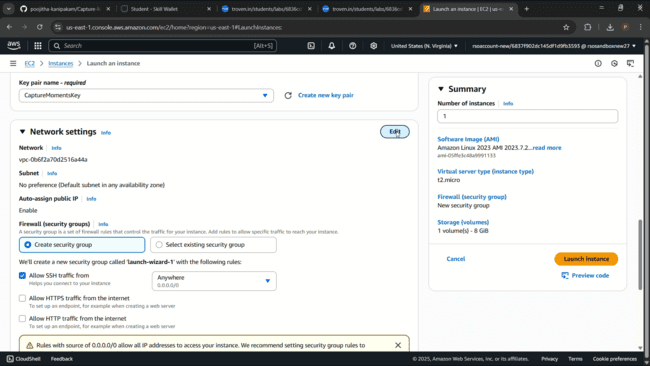 poojitha-kanipakam/Capture-M
Student - Skill Wallet
troven.in/students/labs/6836c
troven.in/students/labs/6836c
Launch an instance | EC2 | us-e
us-east-1.console.aws.amazon.com/ec2/home?region=us-east-1#LaunchInstances:
aws
Search
[Alt+S]
United States (N. Virginia)
EC2
Instances
Launch an instance
Key pair name - required
CaptureMomentsKey
Create new key pair
Network settings Info
Edit
Network Info
vpc-0b6f2a70d2516a44a
Subnet Info
No preference (Default subnet in any availability zone)
Auto-assign public IP Info
Enable
Firewall (security groups) Info
A security group is a set of firewall rules that control the traffic for your instance. Add rules to allow specific traffic to reach your instance.
Create security group
Select existing security group
We'll create a new security group called 'launch-wizard-1' with the following rules:
Allow SSH traffic from
Helps you connect to your instance
Anywhere
0.0.0.0/0
Allow HTTPS traffic from the internet
To set up an endpoint, for example when creating a web server
Allow HTTP traffic from the internet
To set up an endpoint, for example when creating a web server
Rules with source of 0.0.0.0/0 allow all IP addresses to access your instance. We recommend setting security group rules to
Summary
Number of instances Info
1
Software Image (AMI)
Amazon Linux 2023 AMI 2023.7.2...read more
ami-05ffe3c48a9991133
Virtual server type (instance type)
t2.micro
Firewall (security group)
New security group
Storage (volumes)
1 volume(s) - 8 GiB
Cancel
Launch instance
Preview code
CloudShell
Feedback
© 2025, Amazon Web Services, Inc. or its affiliates.
Privacy
Terms
Cookie preferences